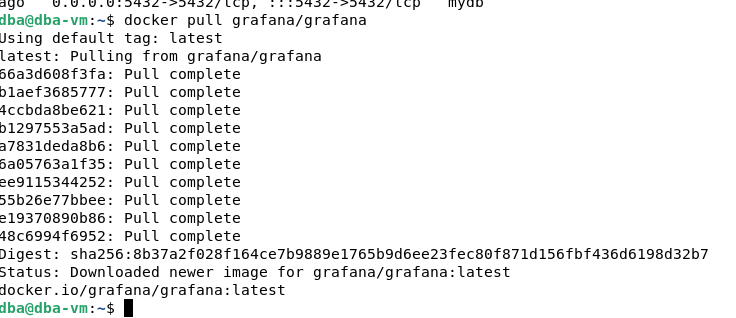 ago   0.0.0.0:5432->5432/tcp, :::5432->5432/tcp   mydb
dba@dba-vm:~$ docker pull grafana/grafana
Using default tag: latest
latest: Pulling from grafana/grafana
66a3d608f3fa: Pull complete
b1aef3685777: Pull complete
4ccbda8be621: Pull complete
b1297553a5ad: Pull complete
a7831deda8b6: Pull complete
6a05763a1f35: Pull complete
ee9115344252: Pull complete
55b26e77bbee: Pull complete
e19370890b86: Pull complete
48c6994f6952: Pull complete
Digest: sha256:8b37a2f028f164ce7b9889e1765b9d6ee23fec80f871d156fbf436d6198d32b7
Status: Downloaded newer image for grafana/grafana:latest
docker.io/grafana/grafana:latest
dba@dba-vm:~$